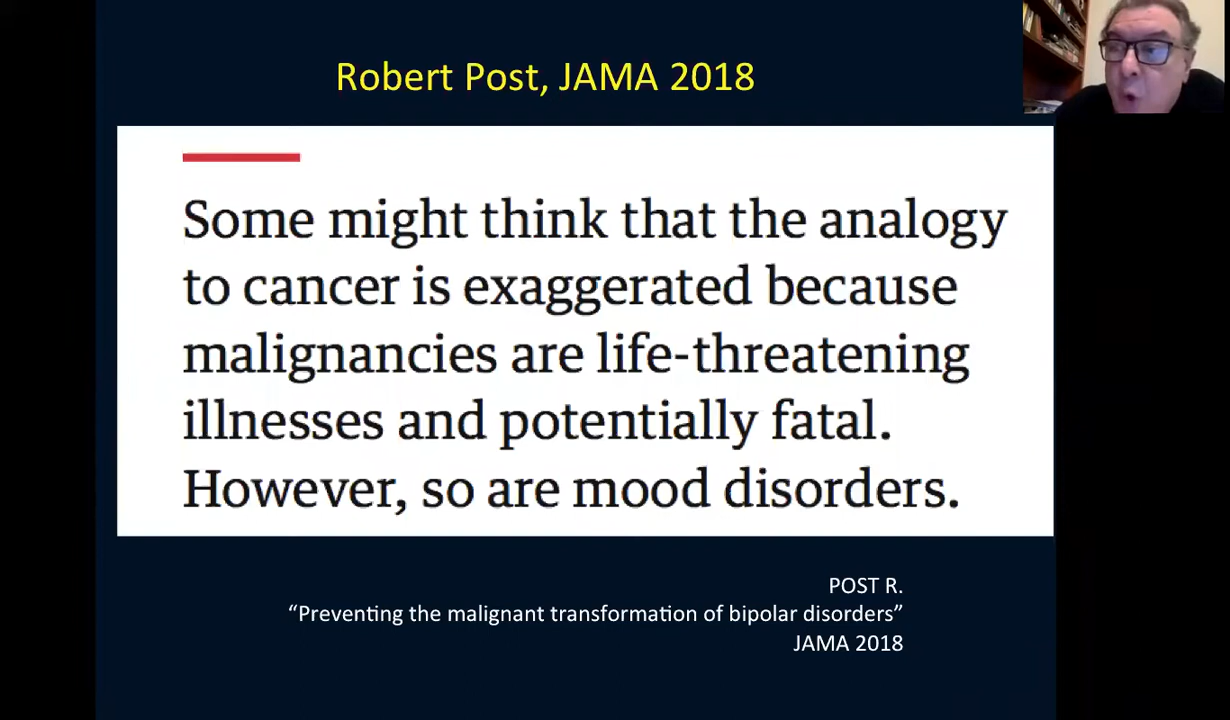 Robert Post, JAMA 2018
Some might think that the analogy
to cancer is exaggerated because
malignancies are life-threatening
illnesses and potentially fatal.
However, so are mood disorders.
POST R.
“Preventing the malignant transformation of bipolar disorders”
JAMA 2018